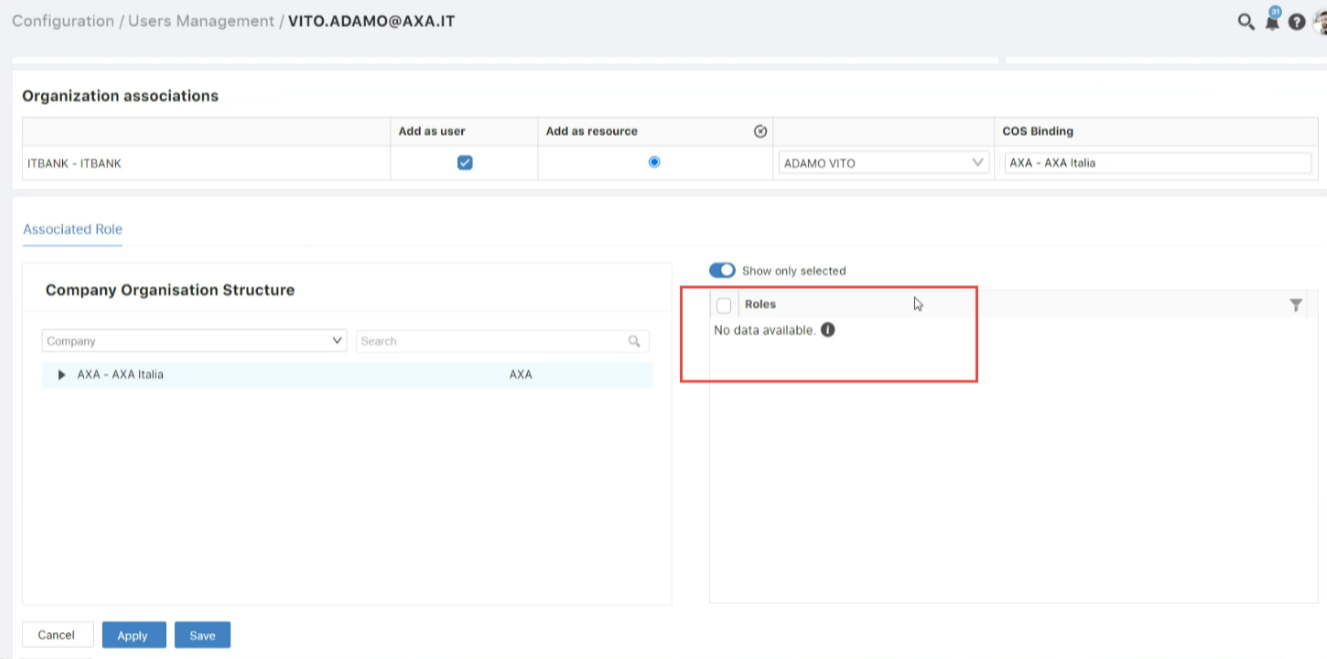 Configuration / Users Management / VITO.ADAMO@AXA.IT
31
Organization associations
Add as user Add as resource COS Binding
ITBANK - ITBANK ADAMO VITO AXA - AXA Italia
Associated Role
Company Organisation Structure
Company Search
AXA - AXA Italia AXA
Show only selected
Roles
No data available.
Cancel Apply Save